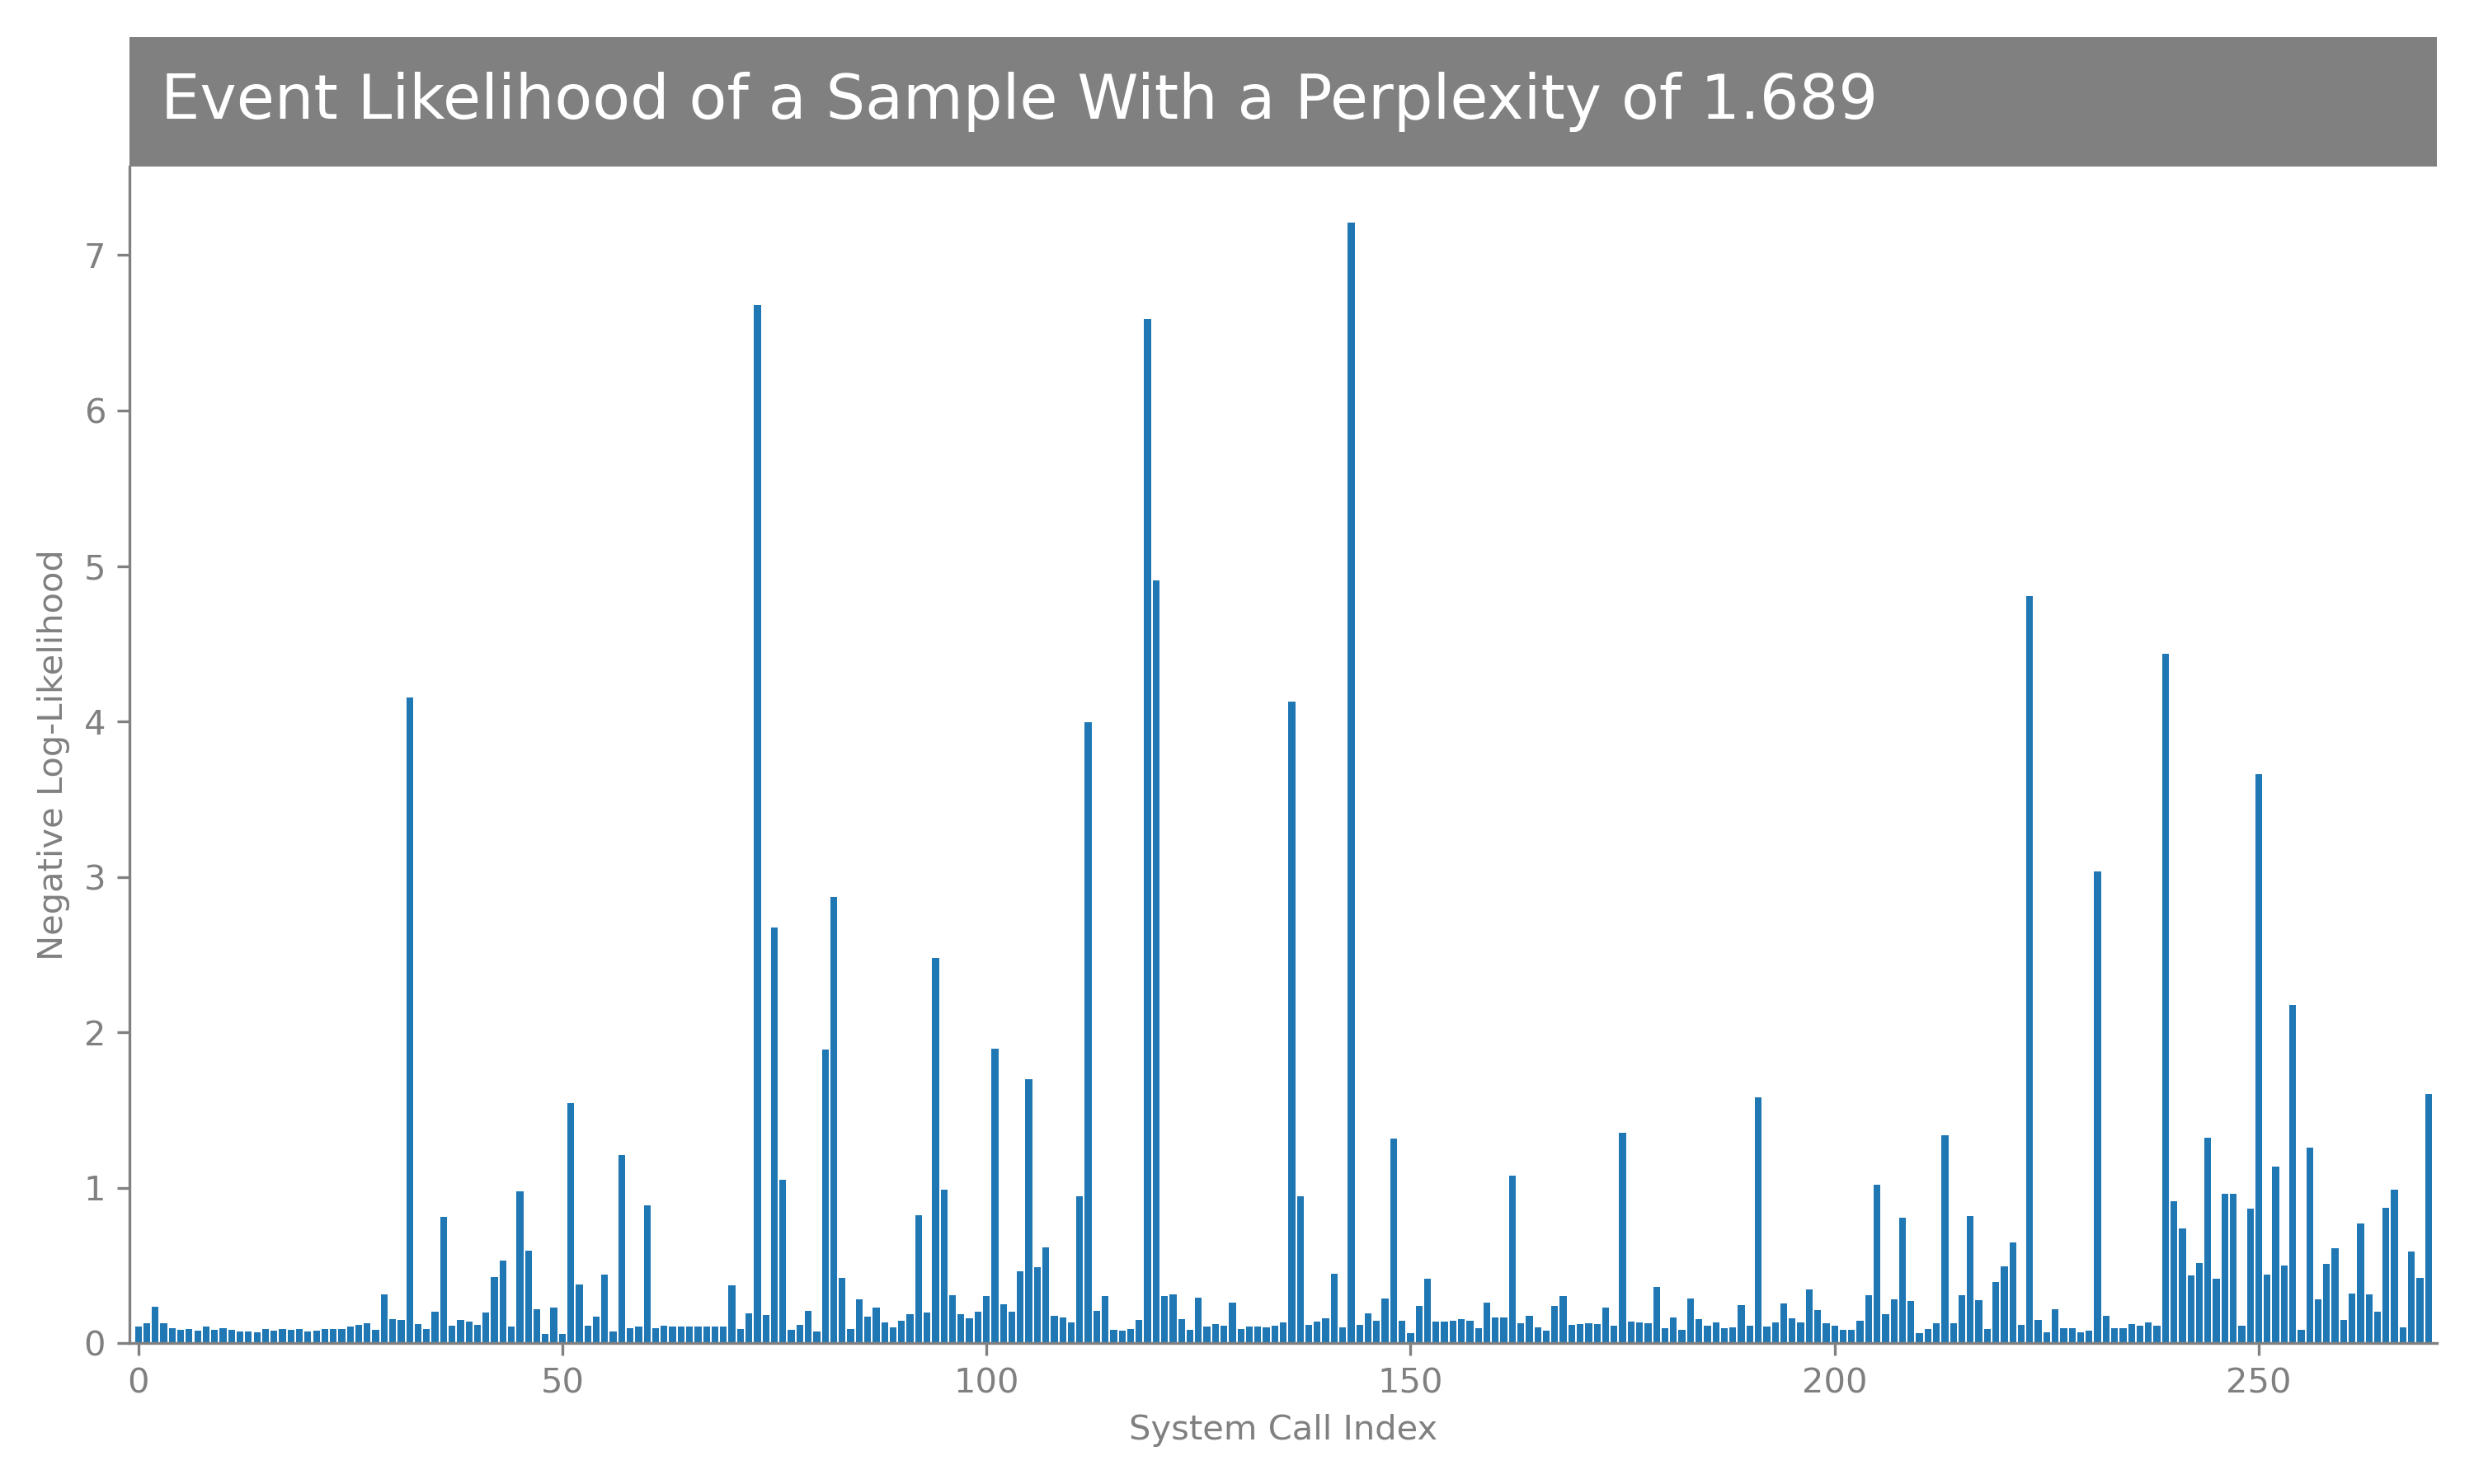 Event Likelihood of a Sample With a Perplexity of 1.689
Negative Log-Likelihood
7
6
5
4
3
2
1
0
0 50 100 150 200 250
System Call Index